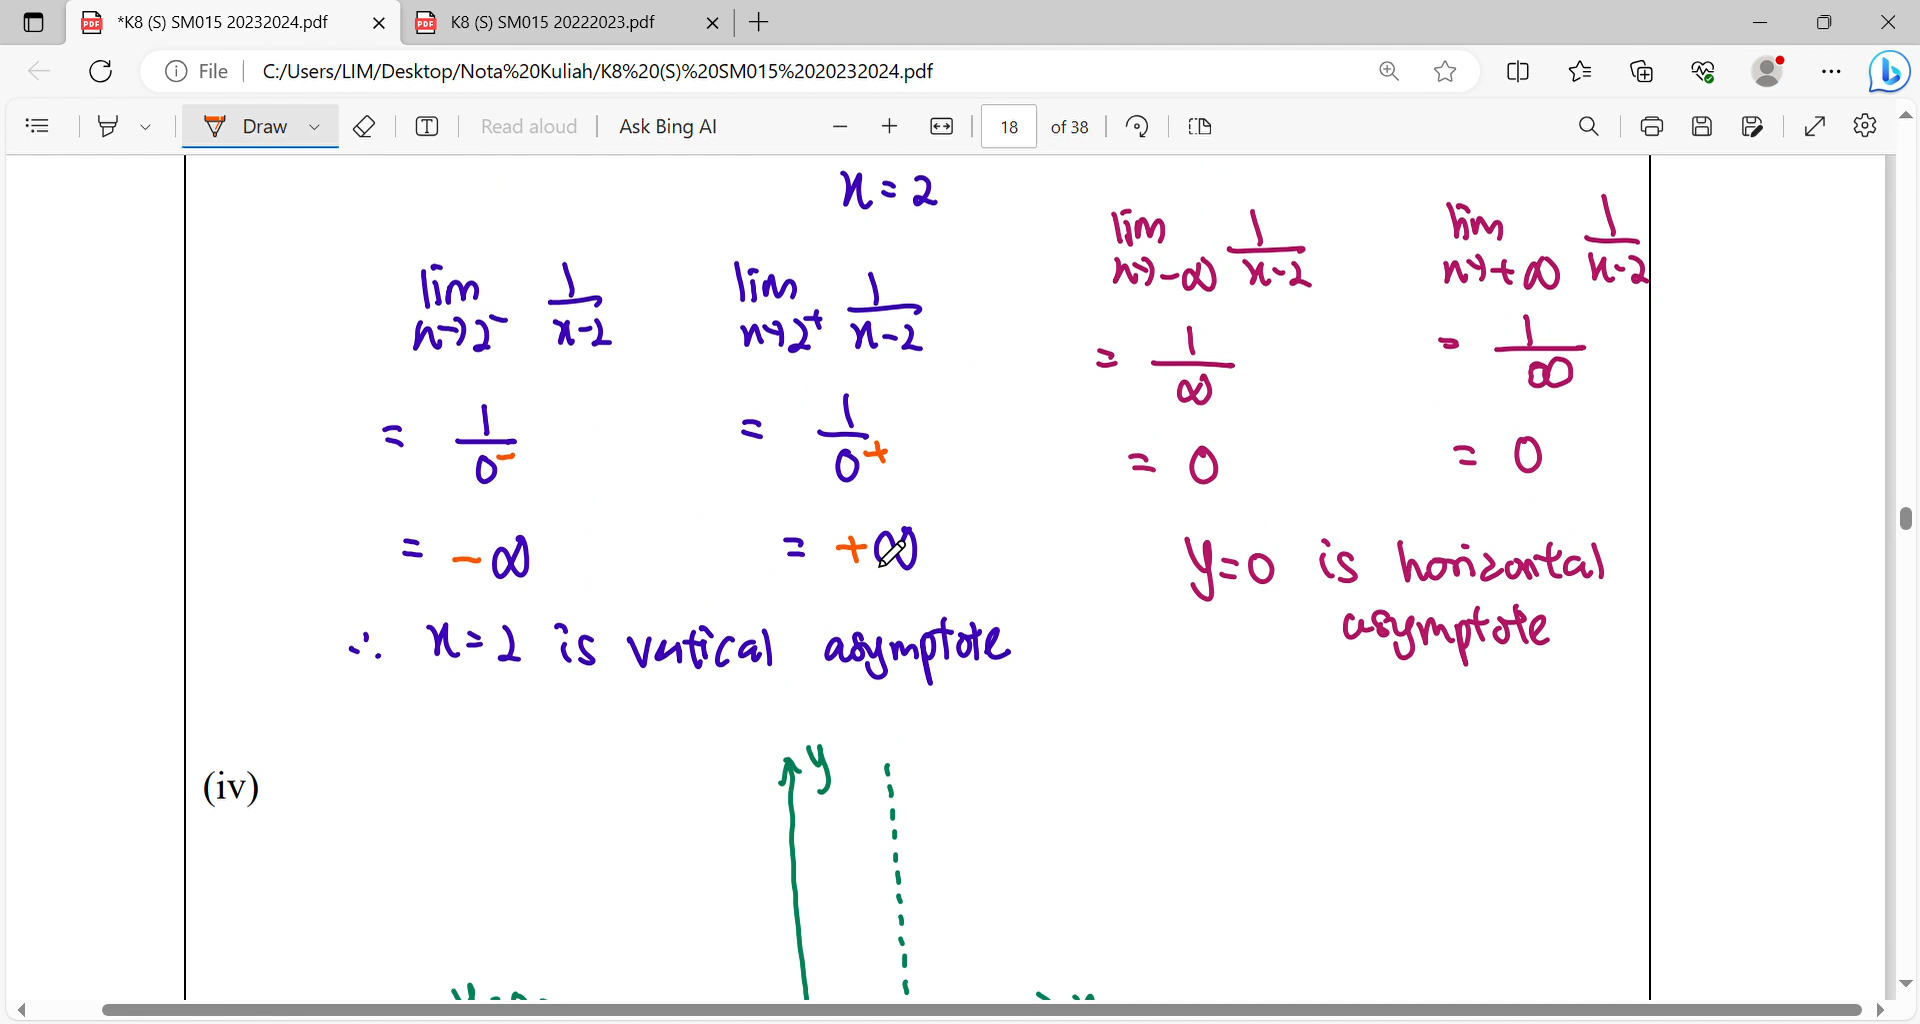 *K8 (S) SM015 20232024.pdf
K8 (S) SM015 20222023.pdf
File
C:/Users/LIM/Desktop/Nota%20Kuliah/K8%20(S)%20SM015%2020232024.pdf
Draw
Read aloud
Ask Bing AI
18 of 38
x = 2
lim x→2⁻ 1/(x-2)
= 1/0⁻
= -∞
lim x→2⁺ 1/(x-2)
= 1/0⁺
= +∞
∴ x = 2 is vertical asymptote
lim x→-∞ 1/(x-2)
= 1/∞
= 0
lim x→+∞ 1/(x-2)
= 1/∞
= 0
y=0 is horizontal
asymptote
(iv)
y